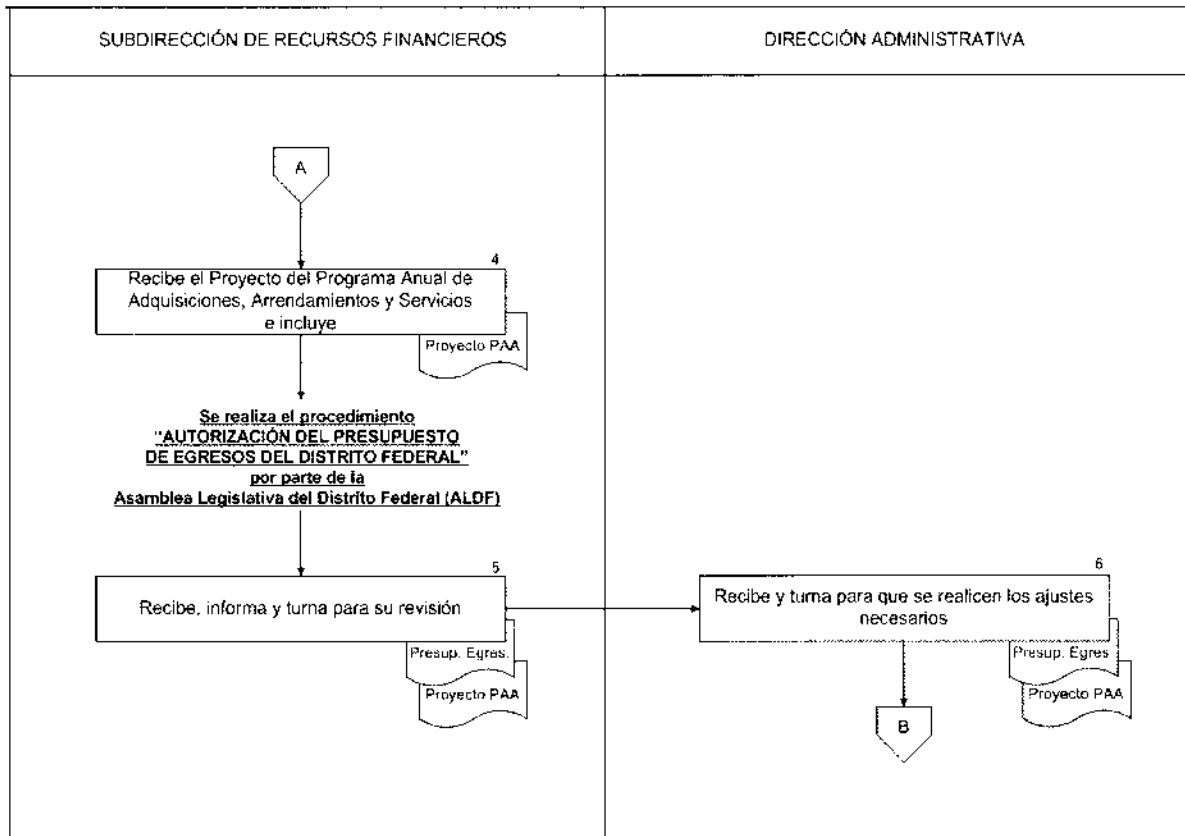 SUBDIRECCIÓN DE RECURSOS FINANCIEROS
DIRECCIÓN ADMINISTRATIVA
A
4
Recibe el Proyecto del Programa Anual de
Adquisiciones, Arrendamientos y Servicios
e incluye
Proyecto PAA
Se realiza el procedimiento
"AUTORIZACIÓN DEL PRESUPUESTO
DE EGRESOS DEL DISTRITO FEDERAL"
por parte de la
Asamblea Legislativa del Distrito Federal (ALDF)
5
Recibe, informa y turna para su revisión
Presup. Egres.
Proyecto PAA
6
Recibe y turna para que se realicen los ajustes
necesarios
Presup. Egres
Proyecto PAA
B